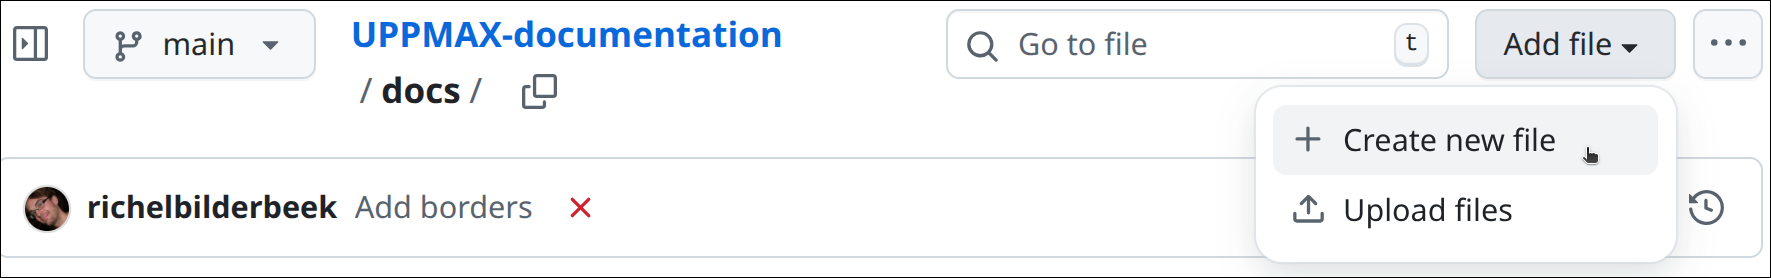 main
UPPMAX-documentation
/ docs /
Go to file
t
Add file
Create new file
Upload files
richelbilderbeek Add borders